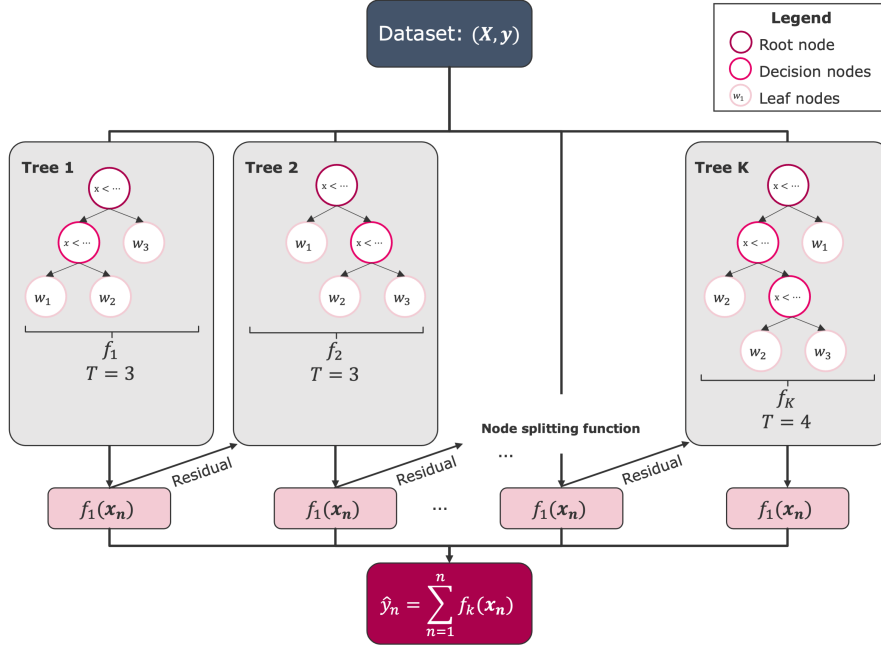 Dataset: (X, y)
Legend
Root node
Decision nodes
w₁ Leaf nodes
Tree 1
x < ⋯
x < ⋯
w₃
w₁
w₂
f₁
T = 3
Tree 2
x < ⋯
w₁
x < ⋯
w₂
w₃
f₂
T = 3
Tree K
x < ⋯
x < ⋯
w₁
w₂
x < ⋯
w₂
w₃
f_K
T = 4
Node splitting function
...
Residual
Residual
Residual
f₁(xₙ)
f₁(xₙ)
...
f₁(xₙ)
f₁(xₙ)
ŷₙ = ∑ₙ₌₁ⁿ fₖ(xₙ)